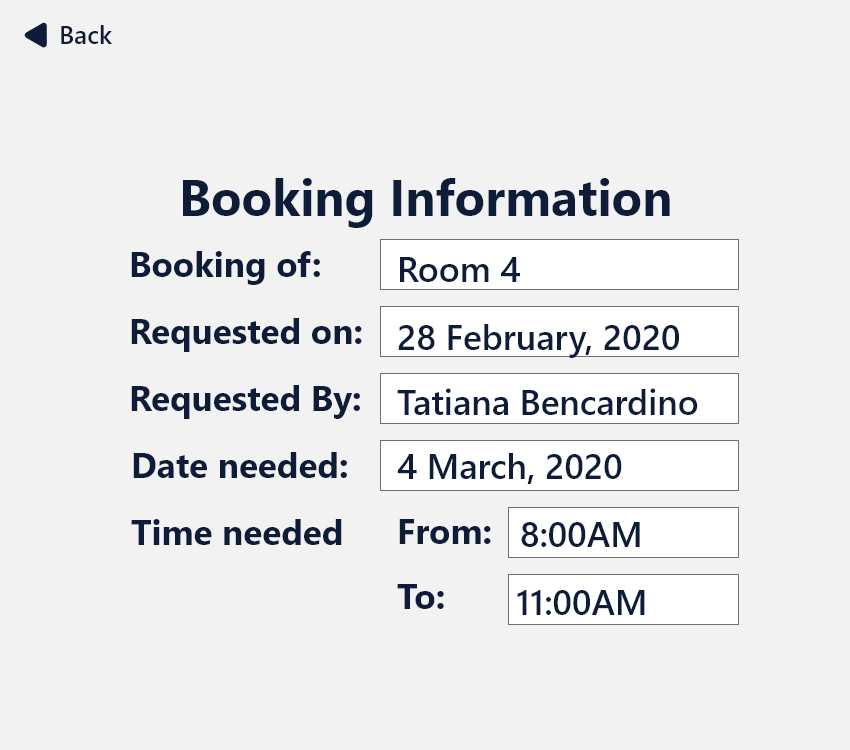 Back
Booking Information
Booking of: Room 4
Requested on: 28 February, 2020
Requested By: Tatiana Bencardino
Date needed: 4 March, 2020
Time needed From: 8:00AM
To: 11:00AM